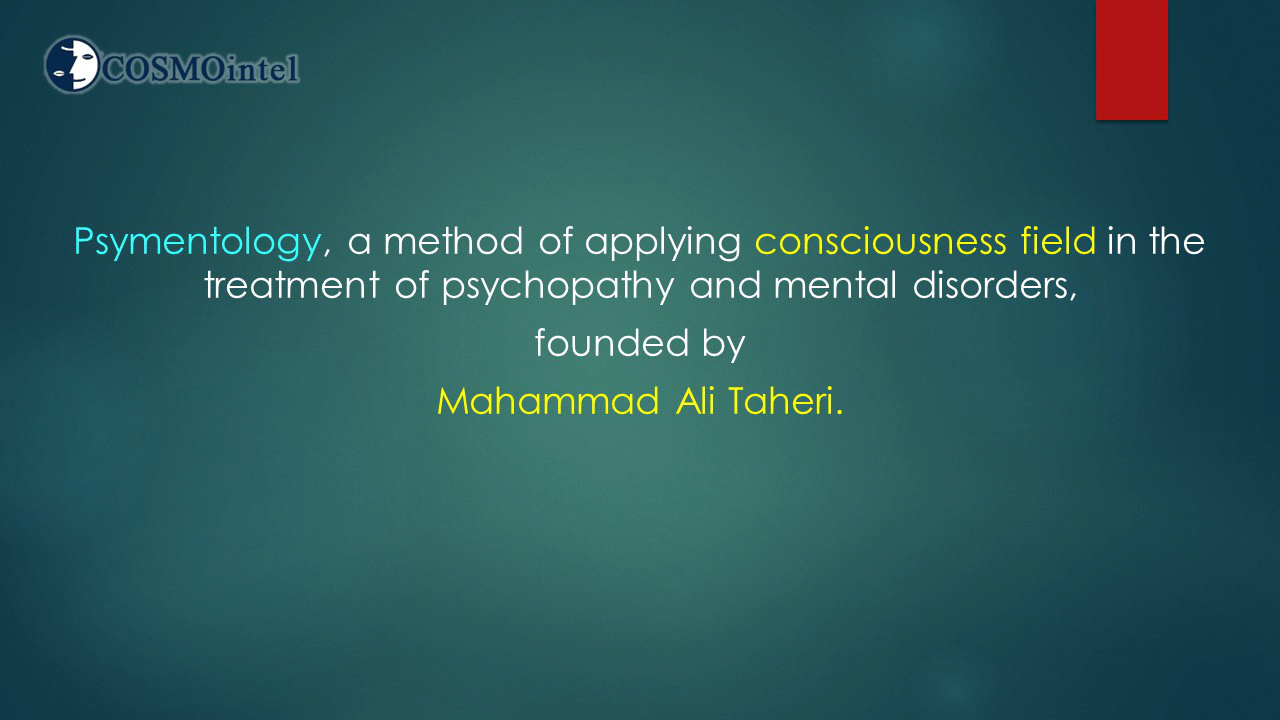 COSMOintel
Psymentology, a method of applying consciousness field in the
treatment of psychopathy and mental disorders,
founded by
Mahammad Ali Taheri.